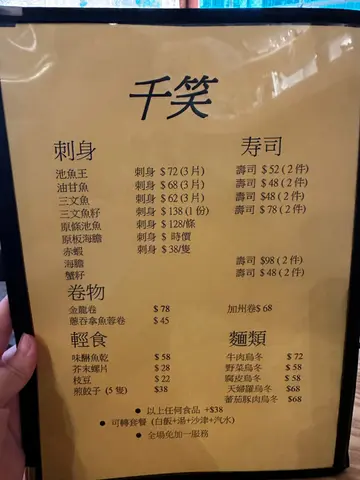 千笑
刺身 寿司
池魚王 刺身 $72(3片) 壽司 $52(2件)
油甘魚 刺身 $68(3片) 壽司 $48(2件)
三文魚 刺身 $62(3片) 壽司 $48(2件)
三文魚籽 刺身 $138(1份) 壽司 $78(2件)
原條池魚 刺身 $128/條
原板海膽 刺身 $ 時價
赤蝦 刺身 $38/隻
海膽 壽司 $98(2件)
蟹籽 壽司 $48(2件)
卷物
金龍卷 $78 加州卷$68
吞拿魚蓉卷 $45
輕食 麵類
味醂魚乾 $58 牛肉烏冬 $72
芥末螺片 $28 野菜烏冬 $58
枝豆 $22 腐皮烏冬 $58
煎餃子 (5隻) $38 天婦羅烏冬 $68
蕃茄豚肉烏冬 $68
● 以上任何食品 +$38
● 可轉套餐 (白飯+湯+沙津+汽水)
● 全場免加一服務